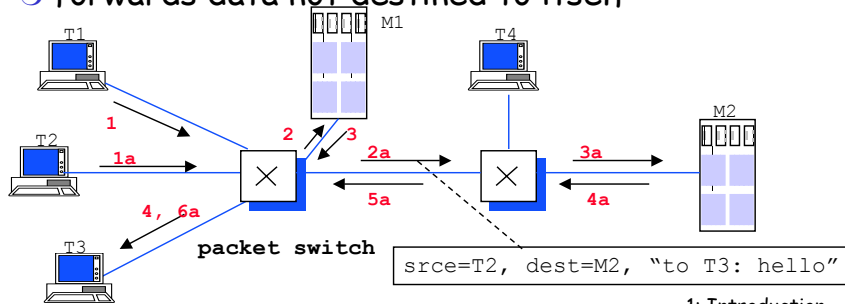 forwards data not destined to itself
T1
M1
T4
M2
1
2
3
T2
1a
2a
3a
5a
4a
4, 6a
T3
packet switch
srce=T2, dest=M2, “to T3: hello”
1: Introduction